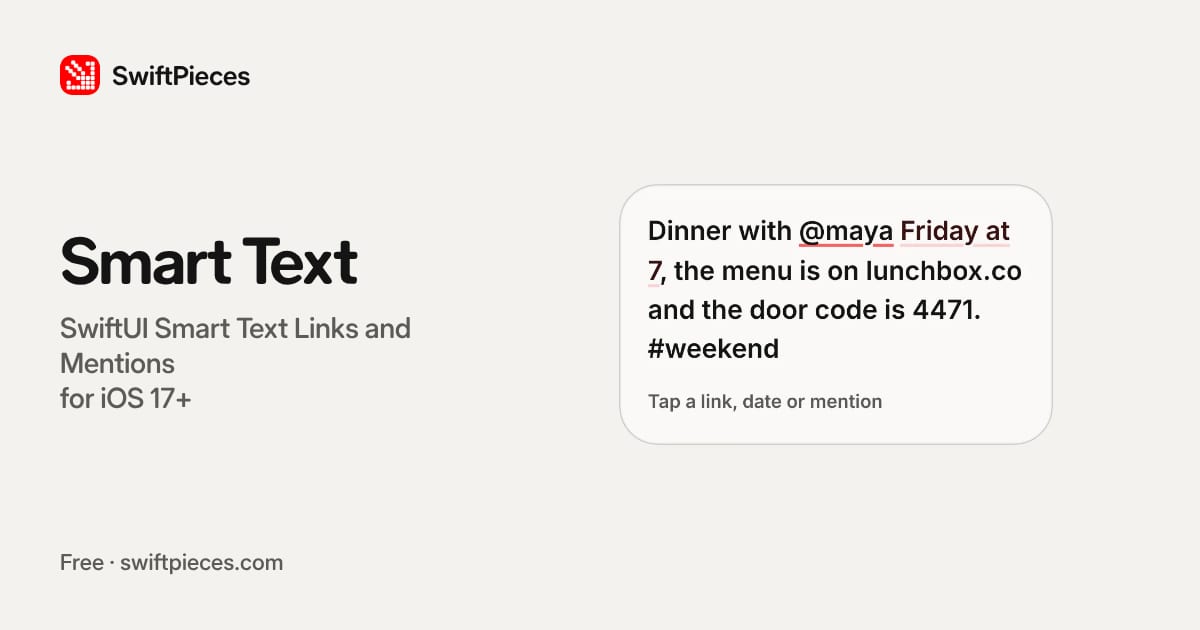 SwiftPieces
Smart Text
SwiftUI Smart Text Links and
Mentions
for iOS 17+
Dinner with @maya Friday at
7, the menu is on lunchbox.co
and the door code is 4471.
#weekend
Tap a link, date or mention
Free · swiftpieces.com